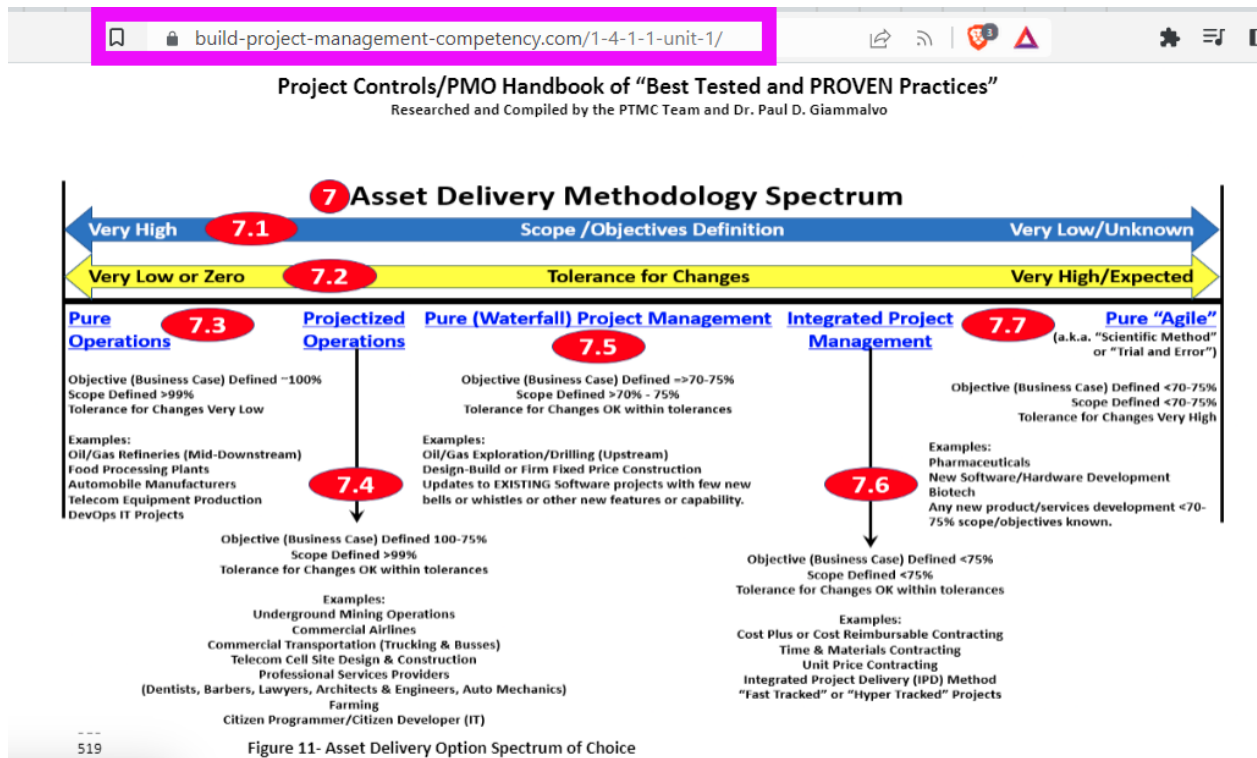 build-project-management-competency.com/1-4-1-1-unit-1/
3
Project Controls/PMO Handbook of “Best Tested and PROVEN Practices”
Researched and Compiled by the PTMC Team and Dr. Paul D. Giammalvo
7 Asset Delivery Methodology Spectrum
Very High 7.1 Scope /Objectives Definition Very Low/Unknown
Very Low or Zero 7.2 Tolerance for Changes Very High/Expected
Pure
Operations
7.3
Objective (Business Case) Defined ~100%
Scope Defined >99%
Tolerance for Changes Very Low
Examples:
Oil/Gas Refineries (Mid-Downstream)
Food Processing Plants
Automobile Manufacturers
Telecom Equipment Production
DevOps IT Projects
Projectized
Operations
7.4
Objective (Business Case) Defined 100-75%
Scope Defined >99%
Tolerance for Changes OK within tolerances
Examples:
Underground Mining Operations
Commercial Airlines
Commercial Transportation (Trucking & Busses)
Telecom Cell Site Design & Construction
Professional Services Providers
(Dentists, Barbers, Lawyers, Architects & Engineers, Auto Mechanics)
Farming
Citizen Programmer/Citizen Developer (IT)
Pure (Waterfall) Project Management
7.5
Objective (Business Case) Defined =>70-75%
Scope Defined >70% - 75%
Tolerance for Changes OK within tolerances
Examples:
Oil/Gas Exploration/Drilling (Upstream)
Design-Build or Firm Fixed Price Construction
Updates to EXISTING Software projects with few new
bells or whistles or other new features or capability.
Integrated Project
Management
7.6
Objective (Business Case) Defined <75%
Scope Defined <75%
Tolerance for Changes OK within tolerances
Examples:
Cost Plus or Cost Reimbursable Contracting
Time & Materials Contracting
Unit Price Contracting
Integrated Project Delivery (IPD) Method
“Fast Tracked” or “Hyper Tracked” Projects
7.7
Pure “Agile”
(a.k.a. “Scientific Method”
or “Trial and Error”)
Objective (Business Case) Defined <70-75%
Scope Defined <70-75%
Tolerance for Changes Very High
Examples:
Pharmaceuticals
New Software/Hardware Development
Biotech
Any new product/services development <70-
75% scope/objectives known.
519
Figure 11- Asset Delivery Option Spectrum of Choice